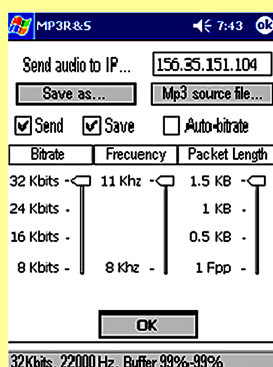 MP3R&S 7:43 ok
Send audio to IP... 156.35.151.104
Save as... Mp3 source file...
Send Save Auto-bitrate
Bitrate Frecuency Packet Length
32 Kbits - 11 Khz - 1.5 KB -
24 Kbits - 1 KB -
16 Kbits - 0.5 KB -
8 Kbits - 8 Khz - 1 Fpp -
OK
32Kbits, 22000Hz, Buffer 99%-99%